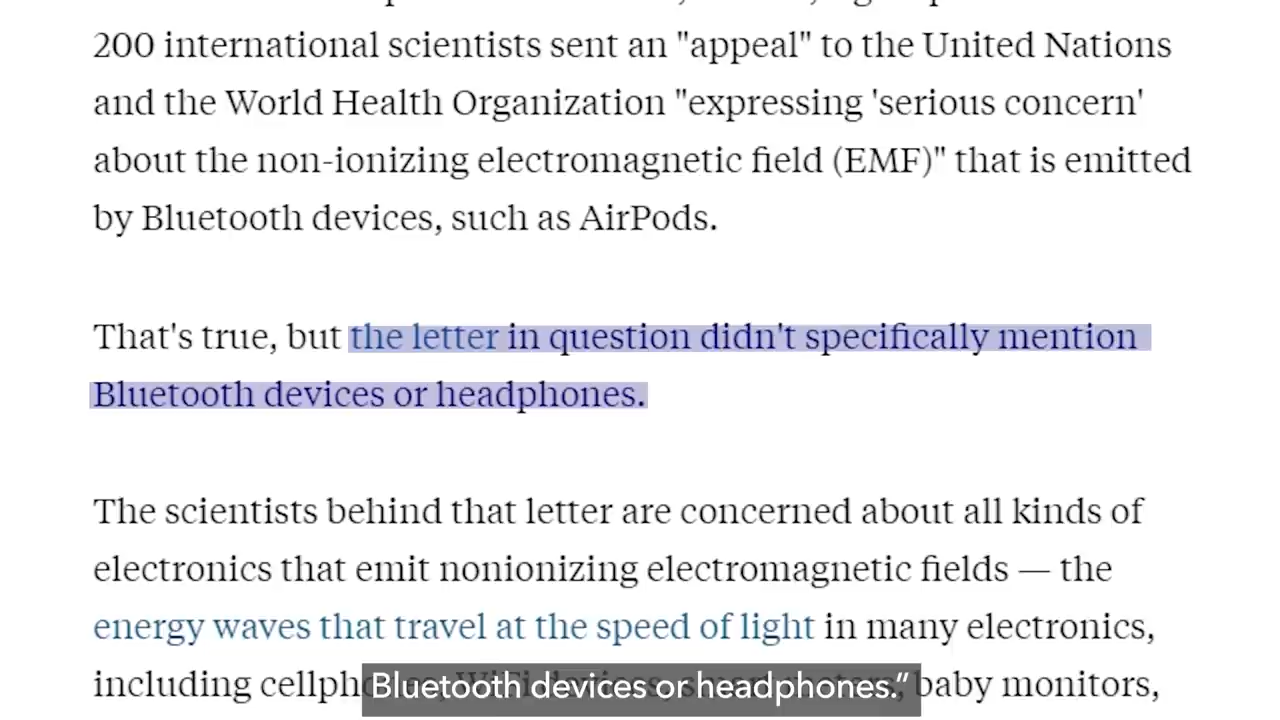 200 international scientists sent an "appeal" to the United Nations
and the World Health Organization "expressing 'serious concern'
about the non-ionizing electromagnetic field (EMF)" that is emitted
by Bluetooth devices, such as AirPods.
That's true, but the letter in question didn't specifically mention
Bluetooth devices or headphones.
The scientists behind that letter are concerned about all kinds of
electronics that emit nonionizing electromagnetic fields — the
energy waves that travel at the speed of light in many electronics,
including baby monitors,
Bluetooth devices or headphones.”